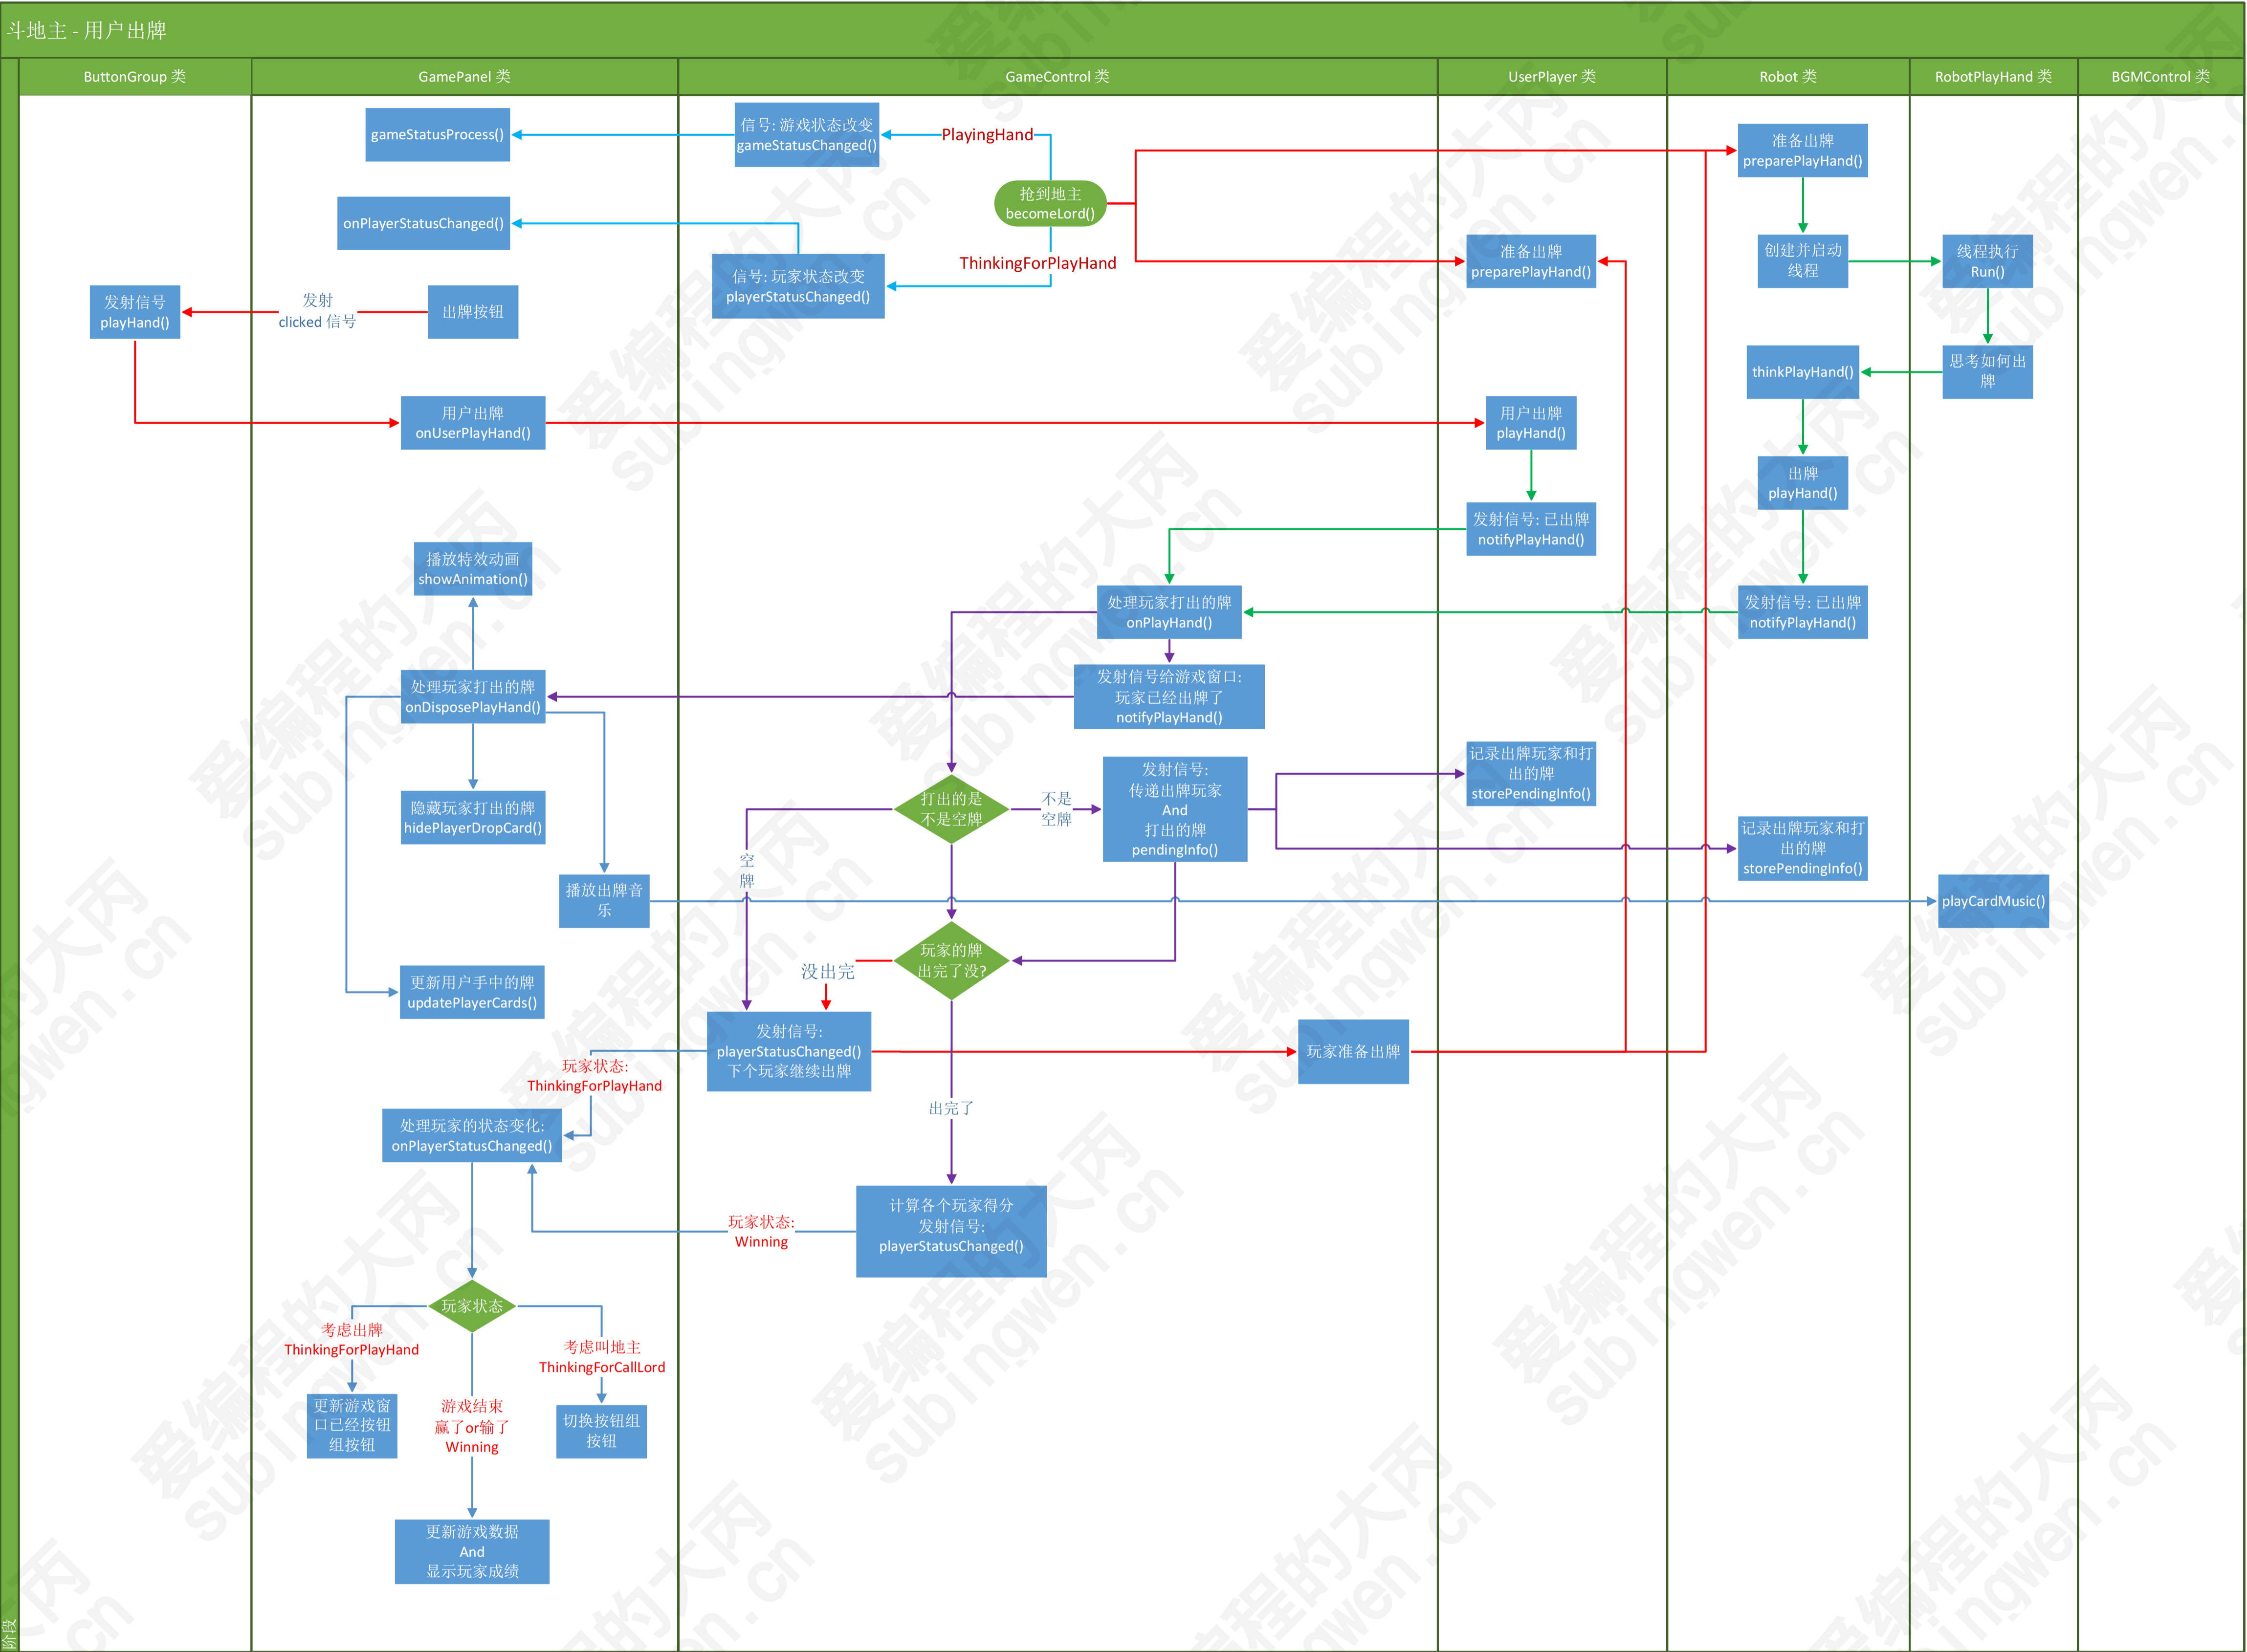 斗地主 - 用户出牌
ButtonGroup 类
GamePanel 类
GameControl 类
UserPlayer 类
Robot 类
RobotPlayHand 类
BGMControl 类
gameStatusProcess()
信号: 游戏状态改变
gameStatusChanged()
PlayingHand
准备出牌
preparePlayHand()
抢到地主
becomeLord()
onPlayerStatusChanged()
ThinkingForPlayHand
信号: 玩家状态改变
playerStatusChanged()
准备出牌
preparePlayHand()
创建并启动
线程
线程执行
Run()
发射信号
playHand()
发射
clicked 信号
出牌按钮
thinkPlayHand()
思考如何出
牌
用户出牌
onUserPlayHand()
用户出牌
playHand()
出牌
playHand()
发射信号: 已出牌
notifyPlayHand()
播放特效动画
showAnimation()
处理玩家打出的牌
onPlayHand()
发射信号: 已出牌
notifyPlayHand()
处理玩家打出的牌
onDisposePlayHand()
发射信号给游戏窗口:
玩家已经出牌了
notifyPlayHand()
隐藏玩家打出的牌
hidePlayerDropCard()
打出的是
不是空牌
不是
空牌
发射信号:
传递出牌玩家
And
打出的牌
pendingInfo()
记录出牌玩家和打
出的牌
storePendingInfo()
记录出牌玩家和打
出的牌
storePendingInfo()
空
牌
播放出牌音
乐
playCardMusic()
玩家的牌
出完了没?
没出完
更新用户手中的牌
updatePlayerCards()
发射信号:
playerStatusChanged()
下个玩家继续出牌
玩家准备出牌
玩家状态:
ThinkingForPlayHand
出完了
处理玩家的状态变化:
onPlayerStatusChanged()
计算各个玩家得分
发射信号:
playerStatusChanged()
玩家状态:
Winning
玩家状态
考虑出牌
ThinkingForPlayHand
考虑叫地主
ThinkingForCallLord
更新游戏窗
口已经按钮
组按钮
游戏结束
赢了or输了
Winning
切换按钮组
按钮
更新游戏数据
And
显示玩家成绩
阶段
爱编程的大丙
subingwen.cn